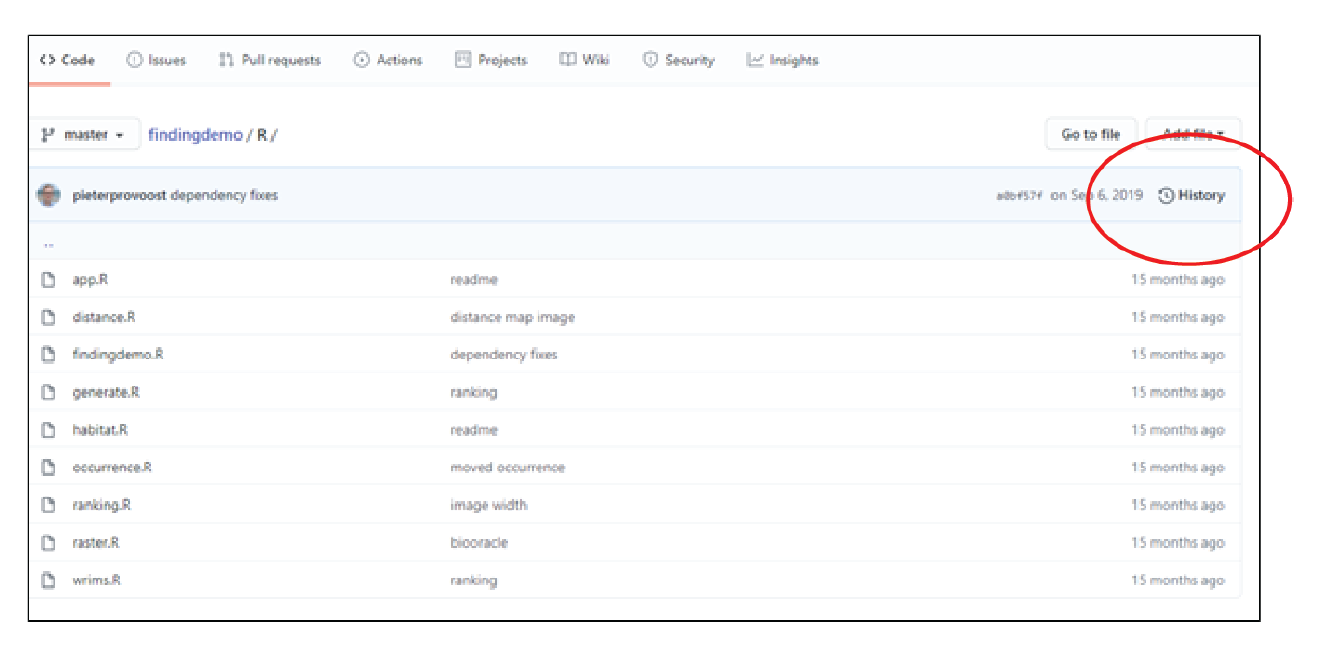 <> Code Issues Pull requests Actions Projects Wiki Security Insights
master findingdemo / R / Go to file Add file
pieterprovoost dependency fixes adbf57f on Sep 6, 2019 History
..
app.R readme 15 months ago
distance.R distance map image 15 months ago
findingdemo.R dependency fixes 15 months ago
generate.R ranking 15 months ago
habitat.R readme 15 months ago
occurrence.R moved occurrence 15 months ago
ranking.R image width 15 months ago
raster.R biooracle 15 months ago
wrims.R ranking 15 months ago